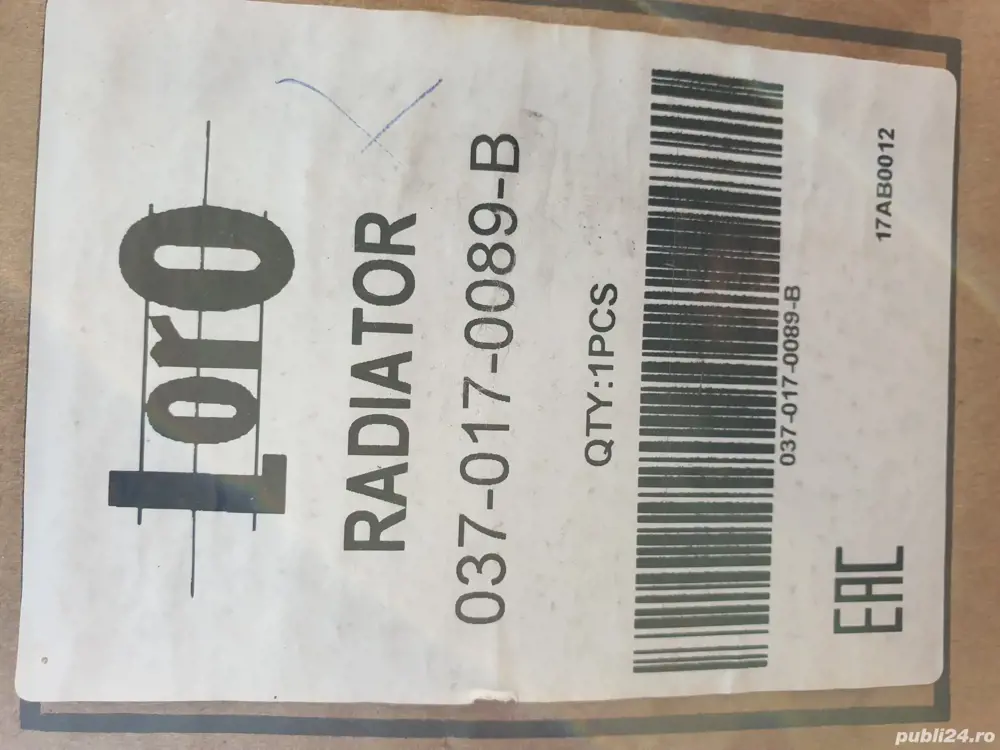 LorO
RADIATOR
037-017-0089-B
QTY:1PCS
037-017-0089-B
EAC
17AB0012
publi24.ro